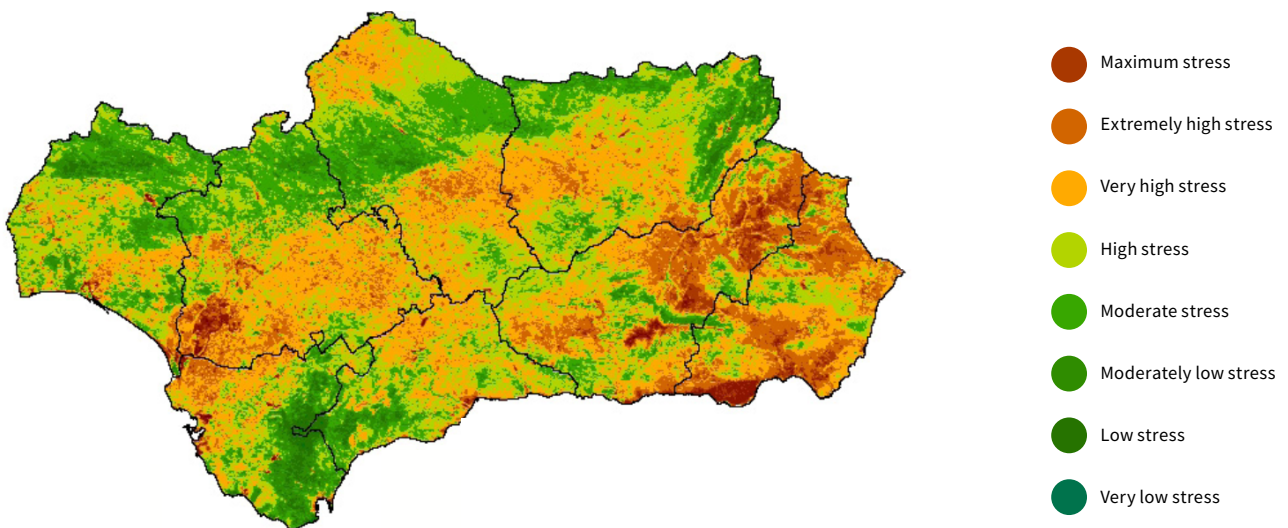 Maximum stress
Extremely high stress
Very high stress
High stress
Moderate stress
Moderately low stress
Low stress
Very low stress